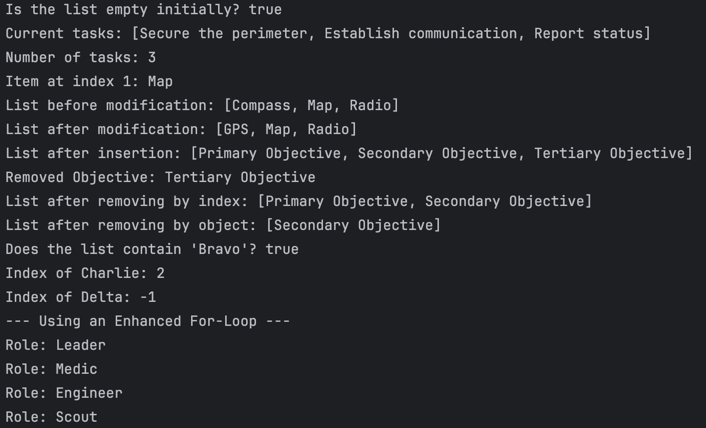 Is the list empty initially? true
Current tasks: [Secure the perimeter, Establish communication, Report status]
Number of tasks: 3
Item at index 1: Map
List before modification: [Compass, Map, Radio]
List after modification: [GPS, Map, Radio]
List after insertion: [Primary Objective, Secondary Objective, Tertiary Objective]
Removed Objective: Tertiary Objective
List after removing by index: [Primary Objective, Secondary Objective]
List after removing by object: [Secondary Objective]
Does the list contain 'Bravo'? true
Index of Charlie: 2
Index of Delta: -1
--- Using an Enhanced For-Loop ---
Role: Leader
Role: Medic
Role: Engineer
Role: Scout